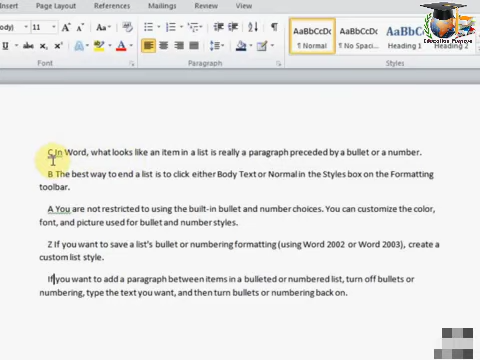 Insert Page Layout References Mailings Review View
Body) 11
Font Paragraph Styles
AaBbCcDc AaBbCcDc AaBbC AaBbCc
¶ Normal ¶ No Spaci... Heading 1 Heading 2
C In Word, what looks like an item in a list is really a paragraph preceded by a bullet or a number.
B The best way to end a list is to click either Body Text or Normal in the Styles box on the Formatting
toolbar.
A You are not restricted to using the built-in bullet and number choices. You can customize the color,
font, and picture used for bullet and number styles.
Z If you want to save a list's bullet or numbering formatting (using Word 2002 or Word 2003), create a
custom list style.
If you want to add a paragraph between items in a bulleted or numbered list, turn off bullets or
numbering, type the text you want, and then turn bullets or numbering back on.